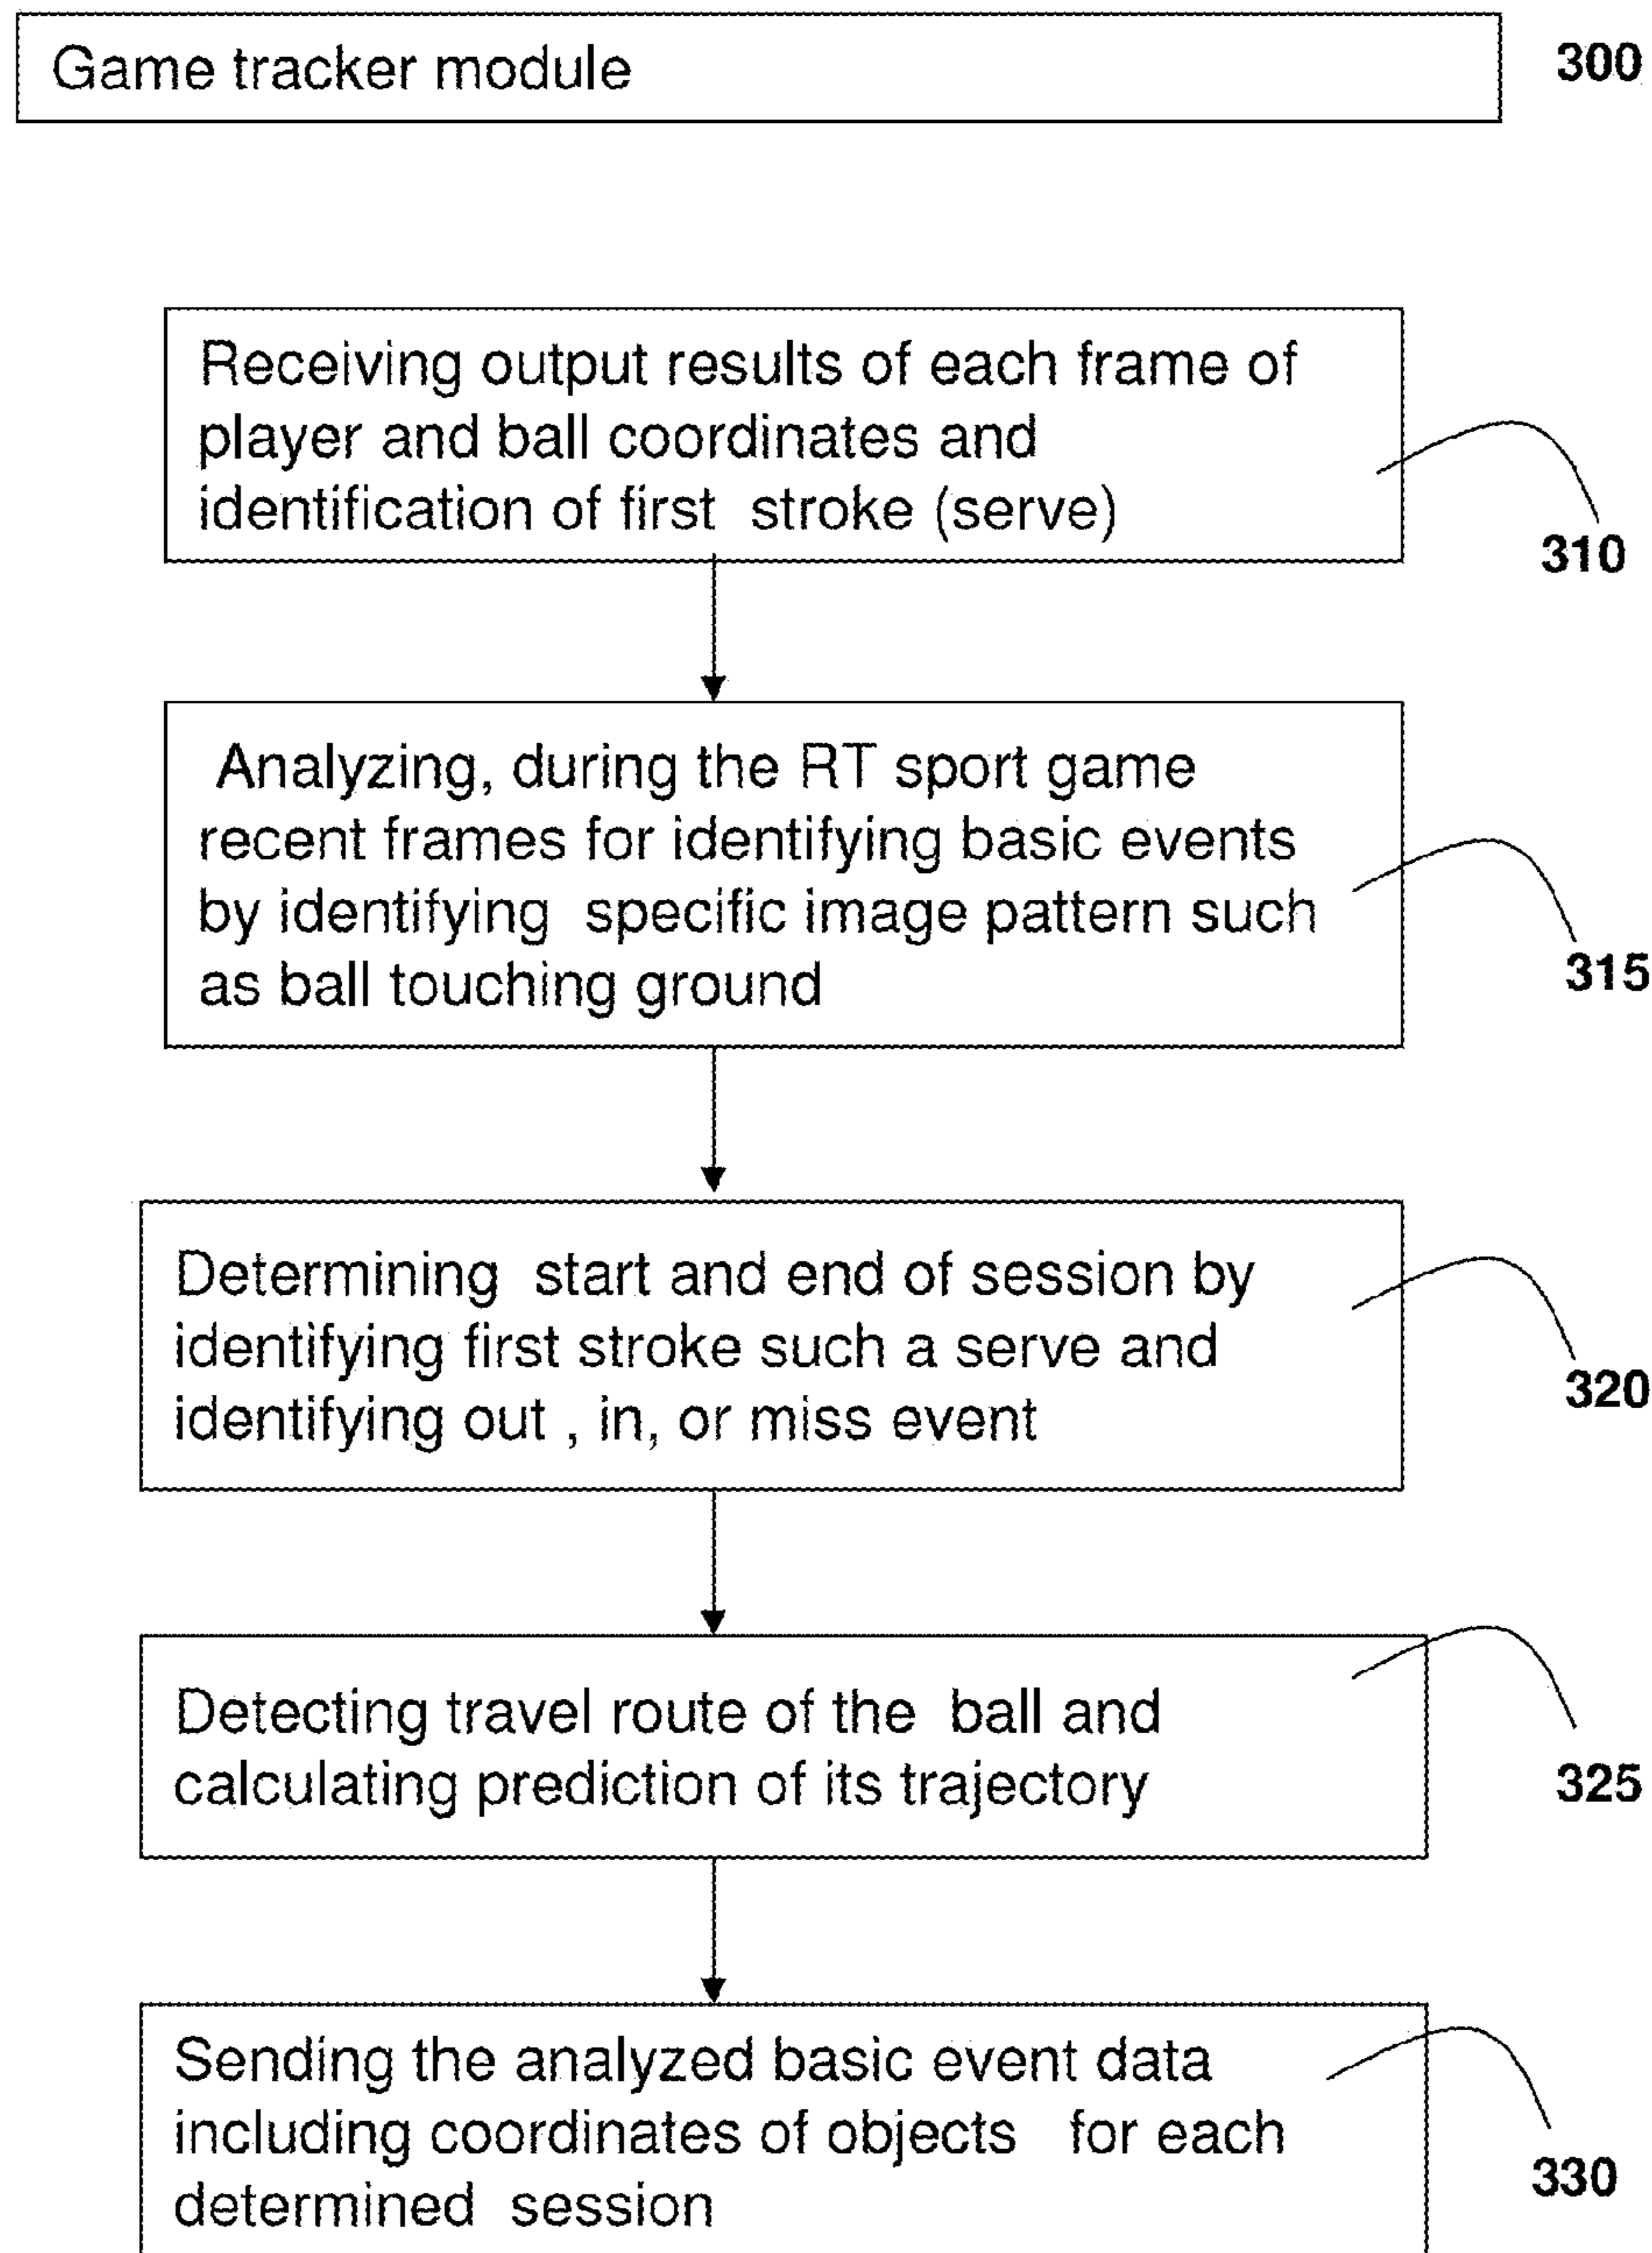 Game tracker module
300
Receiving output results of each frame of
player and ball coordinates and
identification of first stroke (serve)
310
Analyzing, during the RT sport game
recent frames for identifying basic events
by identifying specific image pattern such
as ball touching ground
315
Determining start and end of session by
identifying first stroke such a serve and
identifying out , in, or miss event
320
Detecting travel route of the ball and
calculating prediction of its trajectory
325
Sending the analyzed basic event data
including coordinates of objects for each
determined session
330